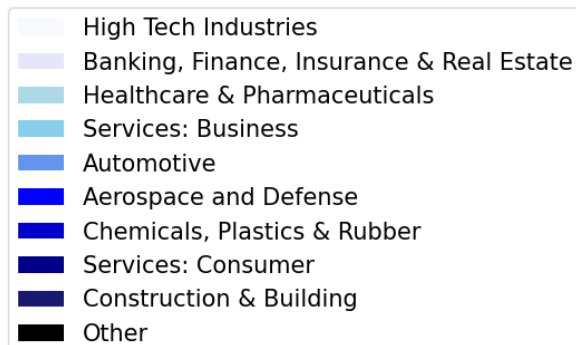 High Tech Industries
Banking, Finance, Insurance & Real Estate
Healthcare & Pharmaceuticals
Services: Business
Automotive
Aerospace and Defense
Chemicals, Plastics & Rubber
Services: Consumer
Construction & Building
Other